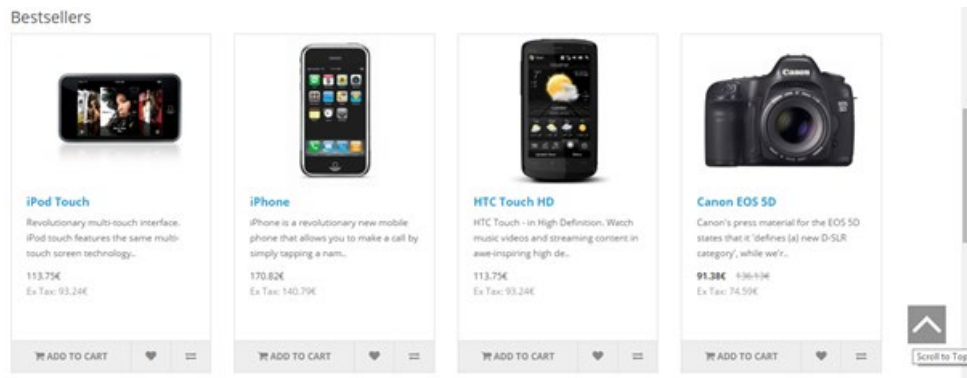 Bestsellers
Canon
iPod Touch
Revolutionary multi-touch interface.
iPod touch features the same multi-
touch screen technology..
113.75€
Ex Tax: 93.24€
ADD TO CART
iPhone
iPhone is a revolutionary new mobile
phone that allows you to make a call by
simply tapping a nam..
170.82€
Ex Tax: 140.79€
ADD TO CART
HTC Touch HD
HTC Touch - in High Definition. Watch
music videos and streaming content in
awe-inspiring high de..
113.75€
Ex Tax: 93.24€
ADD TO CART
Canon EOS 5D
Canon's press material for the EOS 5D
states that it 'defines (a) new D-SLR
category', while we'r..
91.38€ 136.13€
Ex Tax: 74.59€
ADD TO CART
Scroll to Top